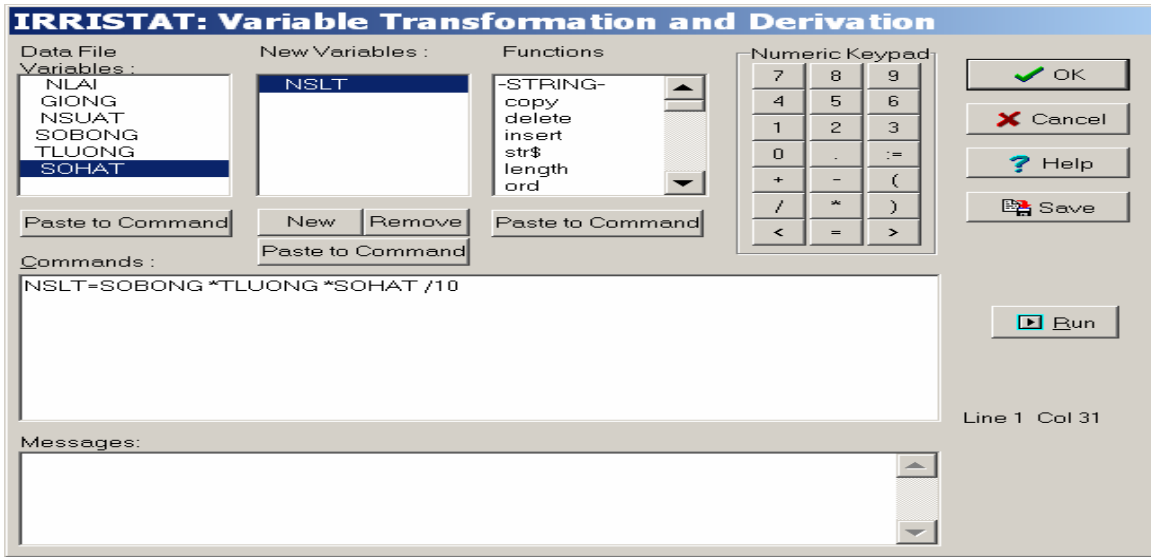 IRRISTAT: Variable Transformation and Derivation
Data File
Variables :
NLAI
GIONG
NSUAT
SOBONG
TLUONG
SOHAT
Paste to Command
New Variables :
NSLT
New
Remove
Paste to Command
Functions
-STRING-
copy
delete
insert
str$
length
ord
Paste to Command
Numeric Keypad
7 8 9
4 5 6
1 2 3
0 . :=
+ - (
/ * )
< = >
OK
Cancel
? Help
Save
Commands :
NSLT=SOBONG *TLUONG *SOHAT /10
Run
Line 1 Col 31
Messages: